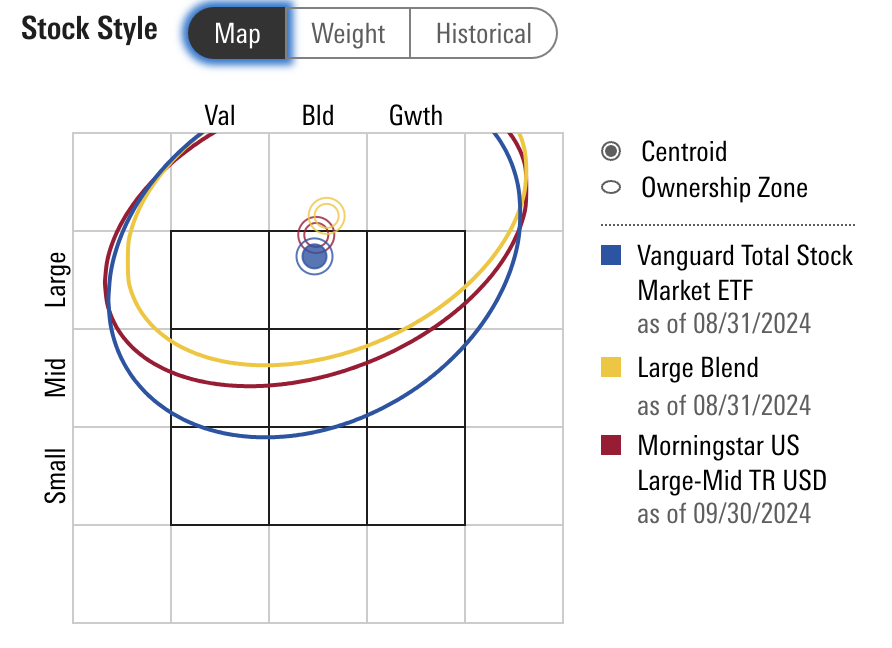 Stock Style
Map
Weight
Historical
Val
Bld
Gwth
Large
Mid
Small
Centroid
Ownership Zone
Vanguard Total Stock
Market ETF
as of 08/31/2024
Large Blend
as of 08/31/2024
Morningstar US
Large-Mid TR USD
as of 09/30/2024